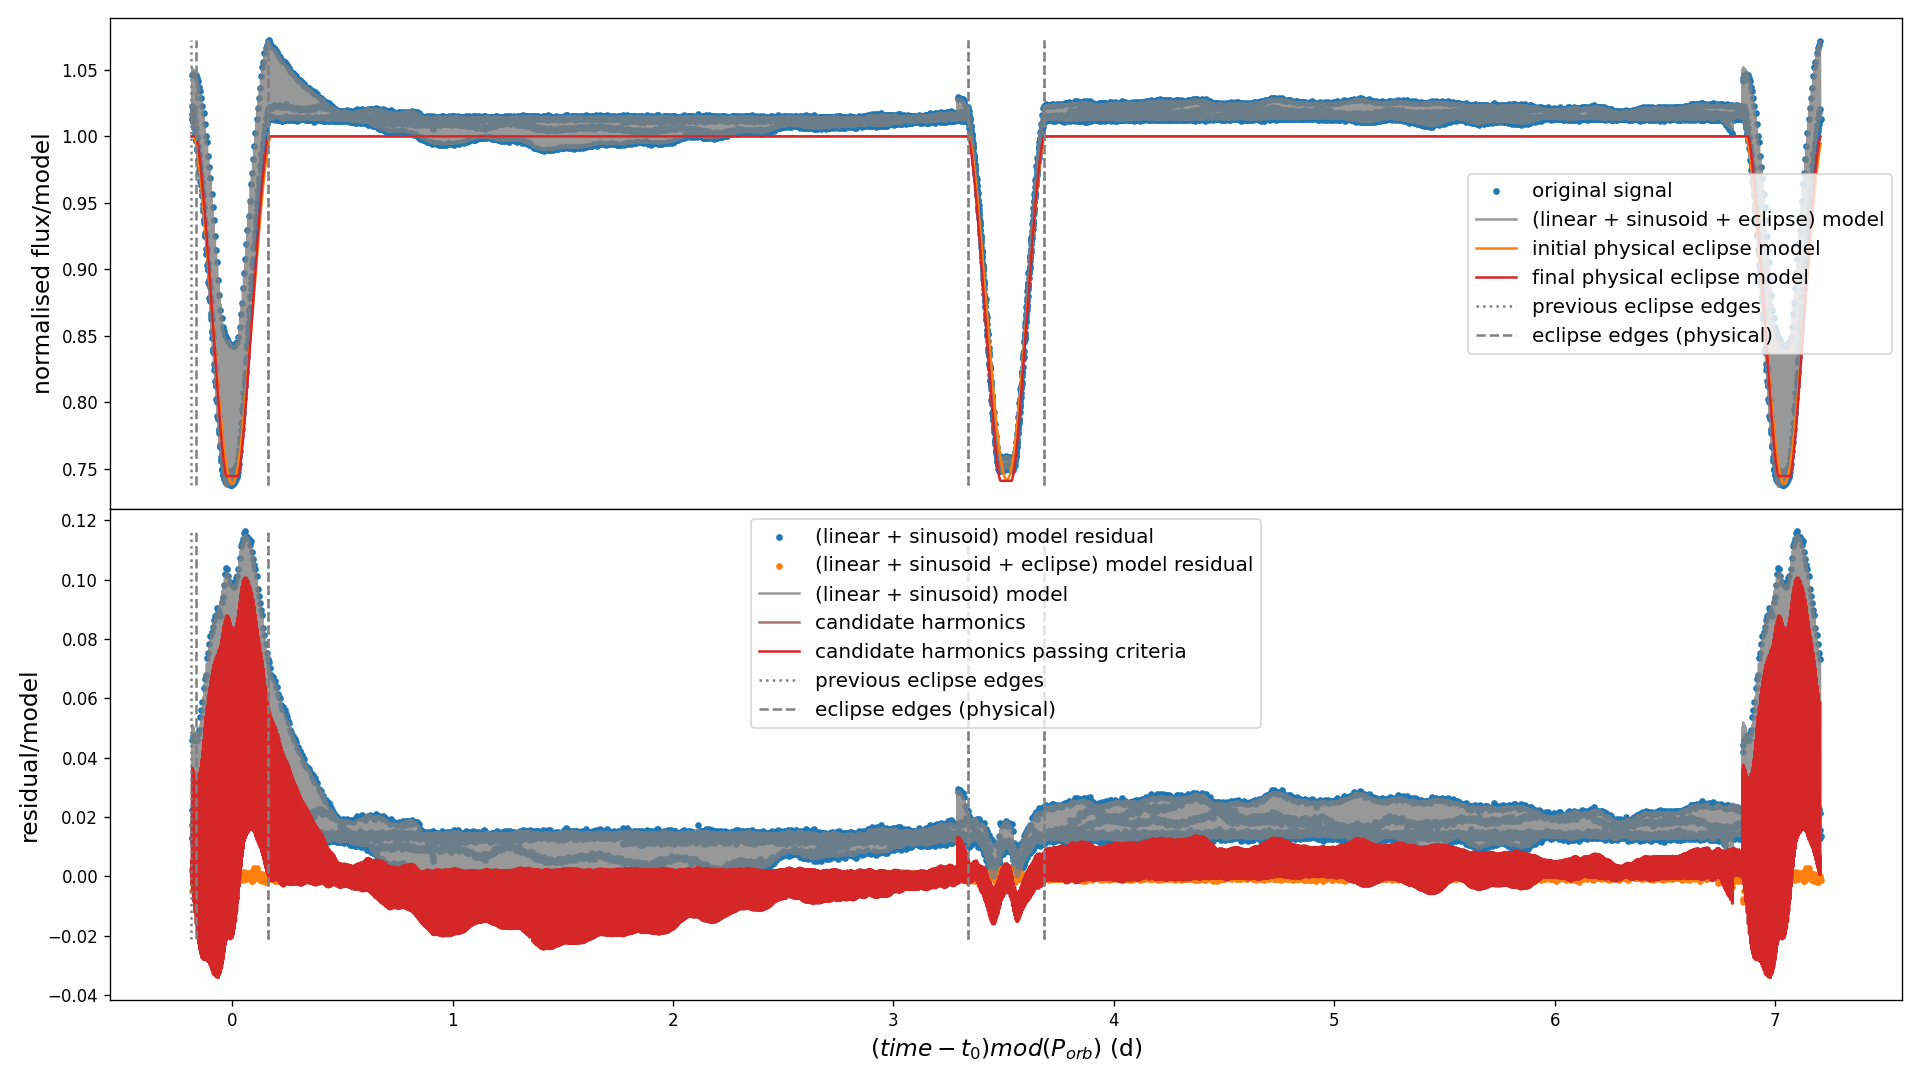 normalised flux/model
1.05
1.00
0.95
0.90
0.85
0.80
0.75
original signal
(linear + sinusoid + eclipse) model
initial physical eclipse model
final physical eclipse model
previous eclipse edges
eclipse edges (physical)
residual/model
0.12
0.10
0.08
0.06
0.04
0.02
0.00
−0.02
−0.04
(linear + sinusoid) model residual
(linear + sinusoid + eclipse) model residual
(linear + sinusoid) model
candidate harmonics
candidate harmonics passing criteria
previous eclipse edges
eclipse edges (physical)
0 1 2 3 4 5 6 7
(time − t₀)mod(P_orb) (d)